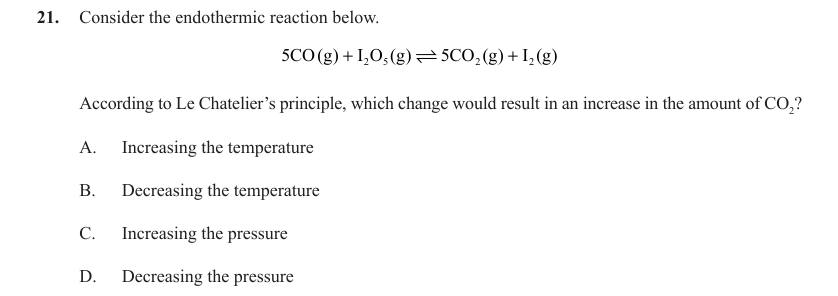 21. Consider the endothermic reaction below.
5CO(g) + I₂O₅(g) ⇌ 5CO₂(g) + I₂(g)
According to Le Chatelier’s principle, which change would result in an increase in the amount of CO₂?
A. Increasing the temperature
B. Decreasing the temperature
C. Increasing the pressure
D. Decreasing the pressure